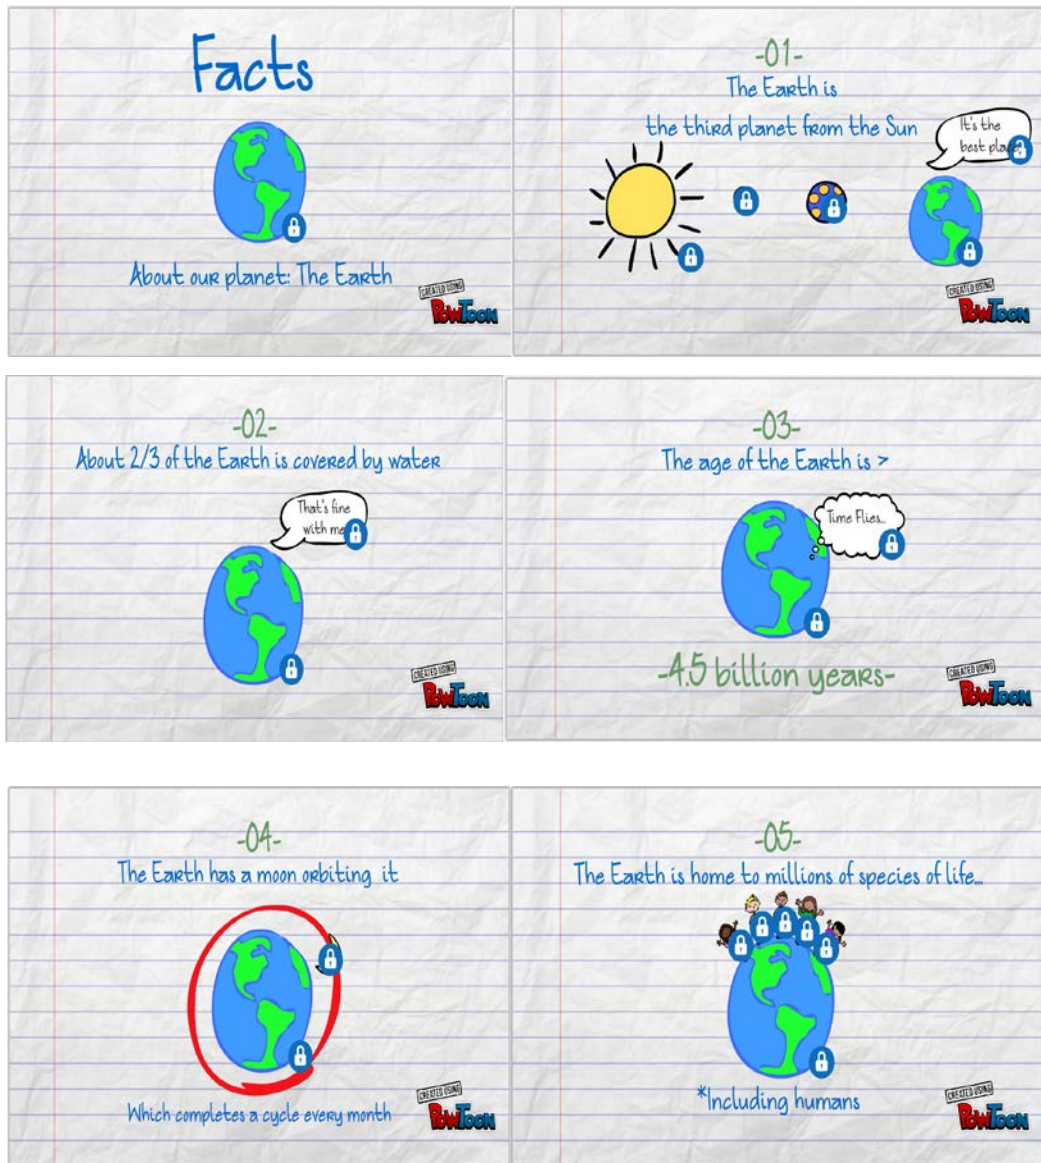 Facts
About our planet: The Earth
CREATED USING
POWTOON
-01-
The Earth is
the third planet from the Sun
It's the
best place
CREATED USING
POWTOON
-02-
About 2/3 of the Earth is covered by water
That's fine
with me
CREATED USING
POWTOON
-03-
The age of the Earth is >
Time Flies...
-4.5 billion years-
CREATED USING
POWTOON
-04-
The Earth has a moon orbiting it
Which completes a cycle every month
CREATED USING
POWTOON
-05-
The Earth is home to millions of species of life...
*Including humans
CREATED USING
POWTOON